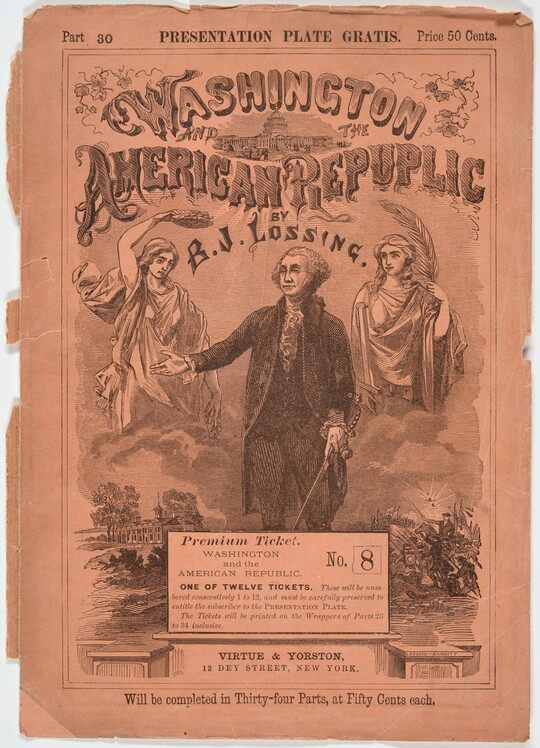 Part 30 PRESENTATION PLATE GRATIS. Price 50 Cents.
WASHINGTON
AND THE
AMERICAN REPUPLIC
BY
B. J. LOSSING.
Premium Ticket.
WASHINGTON
and the
AMERICAN REPUBLIC.
No. 8
ONE OF TWELVE TICKETS. These will be num-
bered consecutively 1 to 12, and must be carefully preserved to
entitle the subscriber to the PRESENTATION PLATE.
The Tickets will be printed on the Wrappers of Parts 23
to 34 inclusive.
VIRTUE & YORSTON,
12 DEY STREET, NEW YORK.
Will be completed in Thirty-four Parts, at Fifty Cents each.